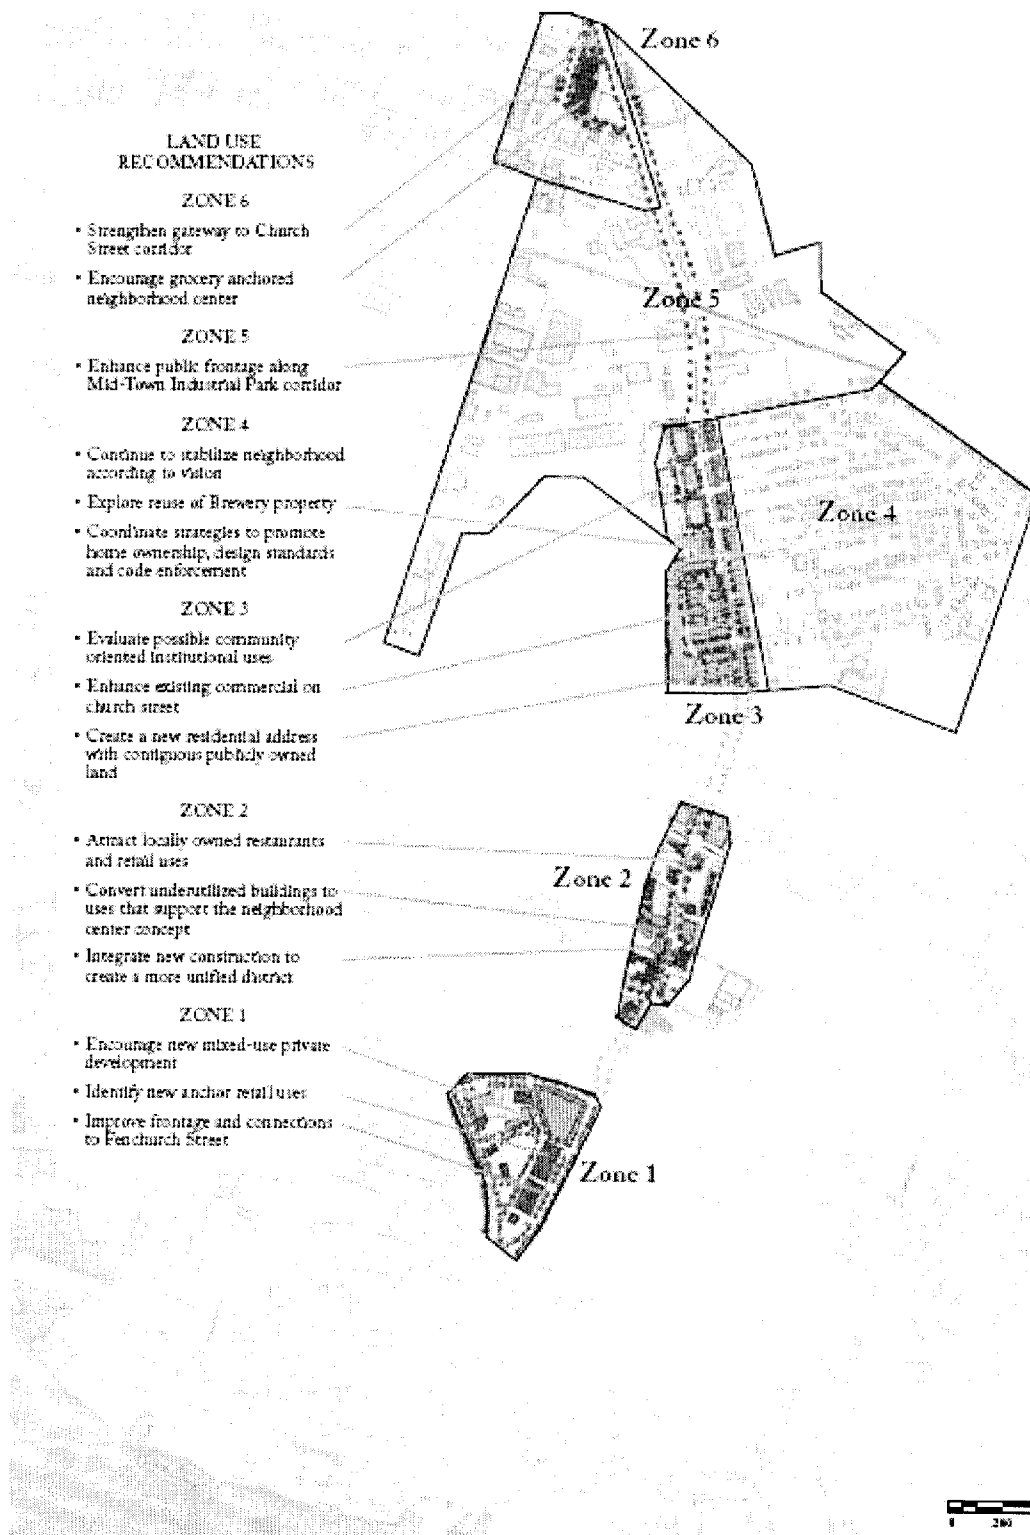 Zone 6
LAND USE
RECOMMENDATIONS
ZONE 6
• Strengthen gateway to Church
Street corridor
• Encourage grocery anchored
neighborhood center
ZONE 5
• Enhance public frontage along
Mid-Town Industrial Park corridor
ZONE 4
• Continue to stabilize neighborhood
according to vision
• Explore reuse of Brewery property
• Coordinate strategies to promote
home ownership, design standards
and code enforcement
ZONE 3
• Evaluate possible community
oriented institutional uses
• Enhance existing commercial on
church street
• Create a new residential address
with contiguous publicly owned
land
ZONE 2
• Attract locally owned restaurants
and retail uses
• Convert underutilized buildings to
uses that support the neighborhood
center concept
• Integrate new construction to
create a more unified district
ZONE 1
• Encourage new mixed-use private
development
• Identify new anchor retail uses
• Improve frontage and connections
to Fenchurch Street
Zone 5
Zone 4
Zone 3
Zone 2
Zone 1
0 200